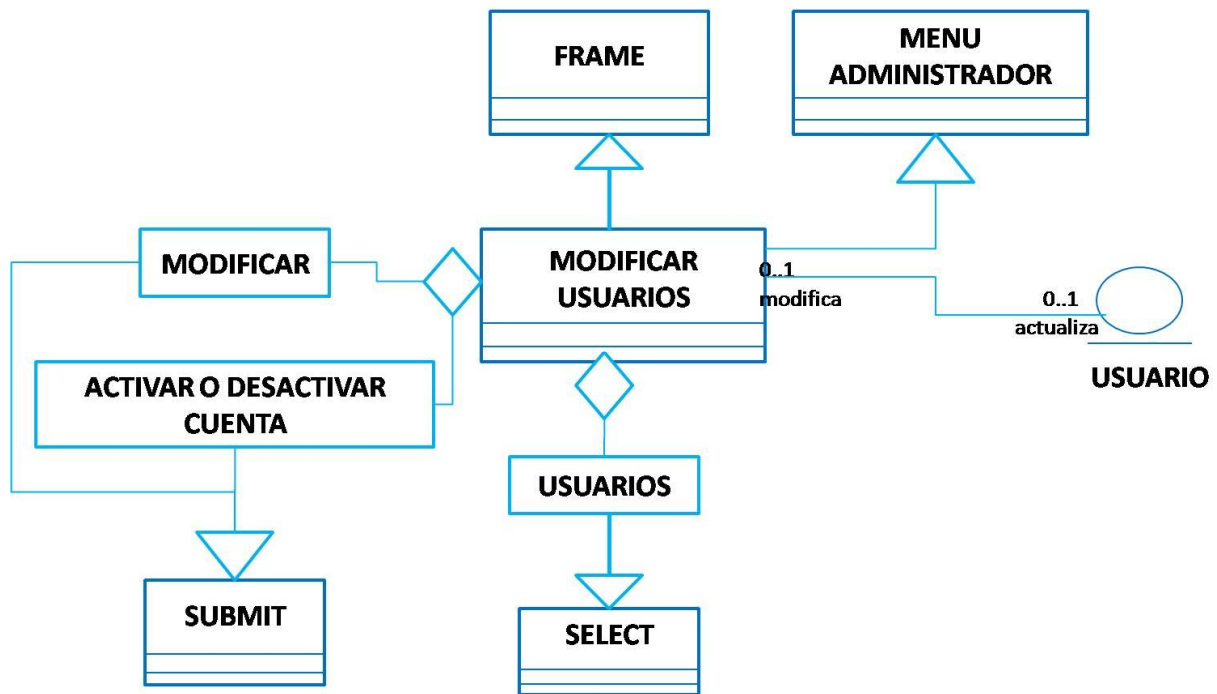 FRAME
MENU
ADMINISTRADOR
MODIFICAR
MODIFICAR
USUARIOS
0..1
modifica
0..1
actualiza
USUARIO
ACTIVAR O DESACTIVAR
CUENTA
USUARIOS
SUBMIT
SELECT